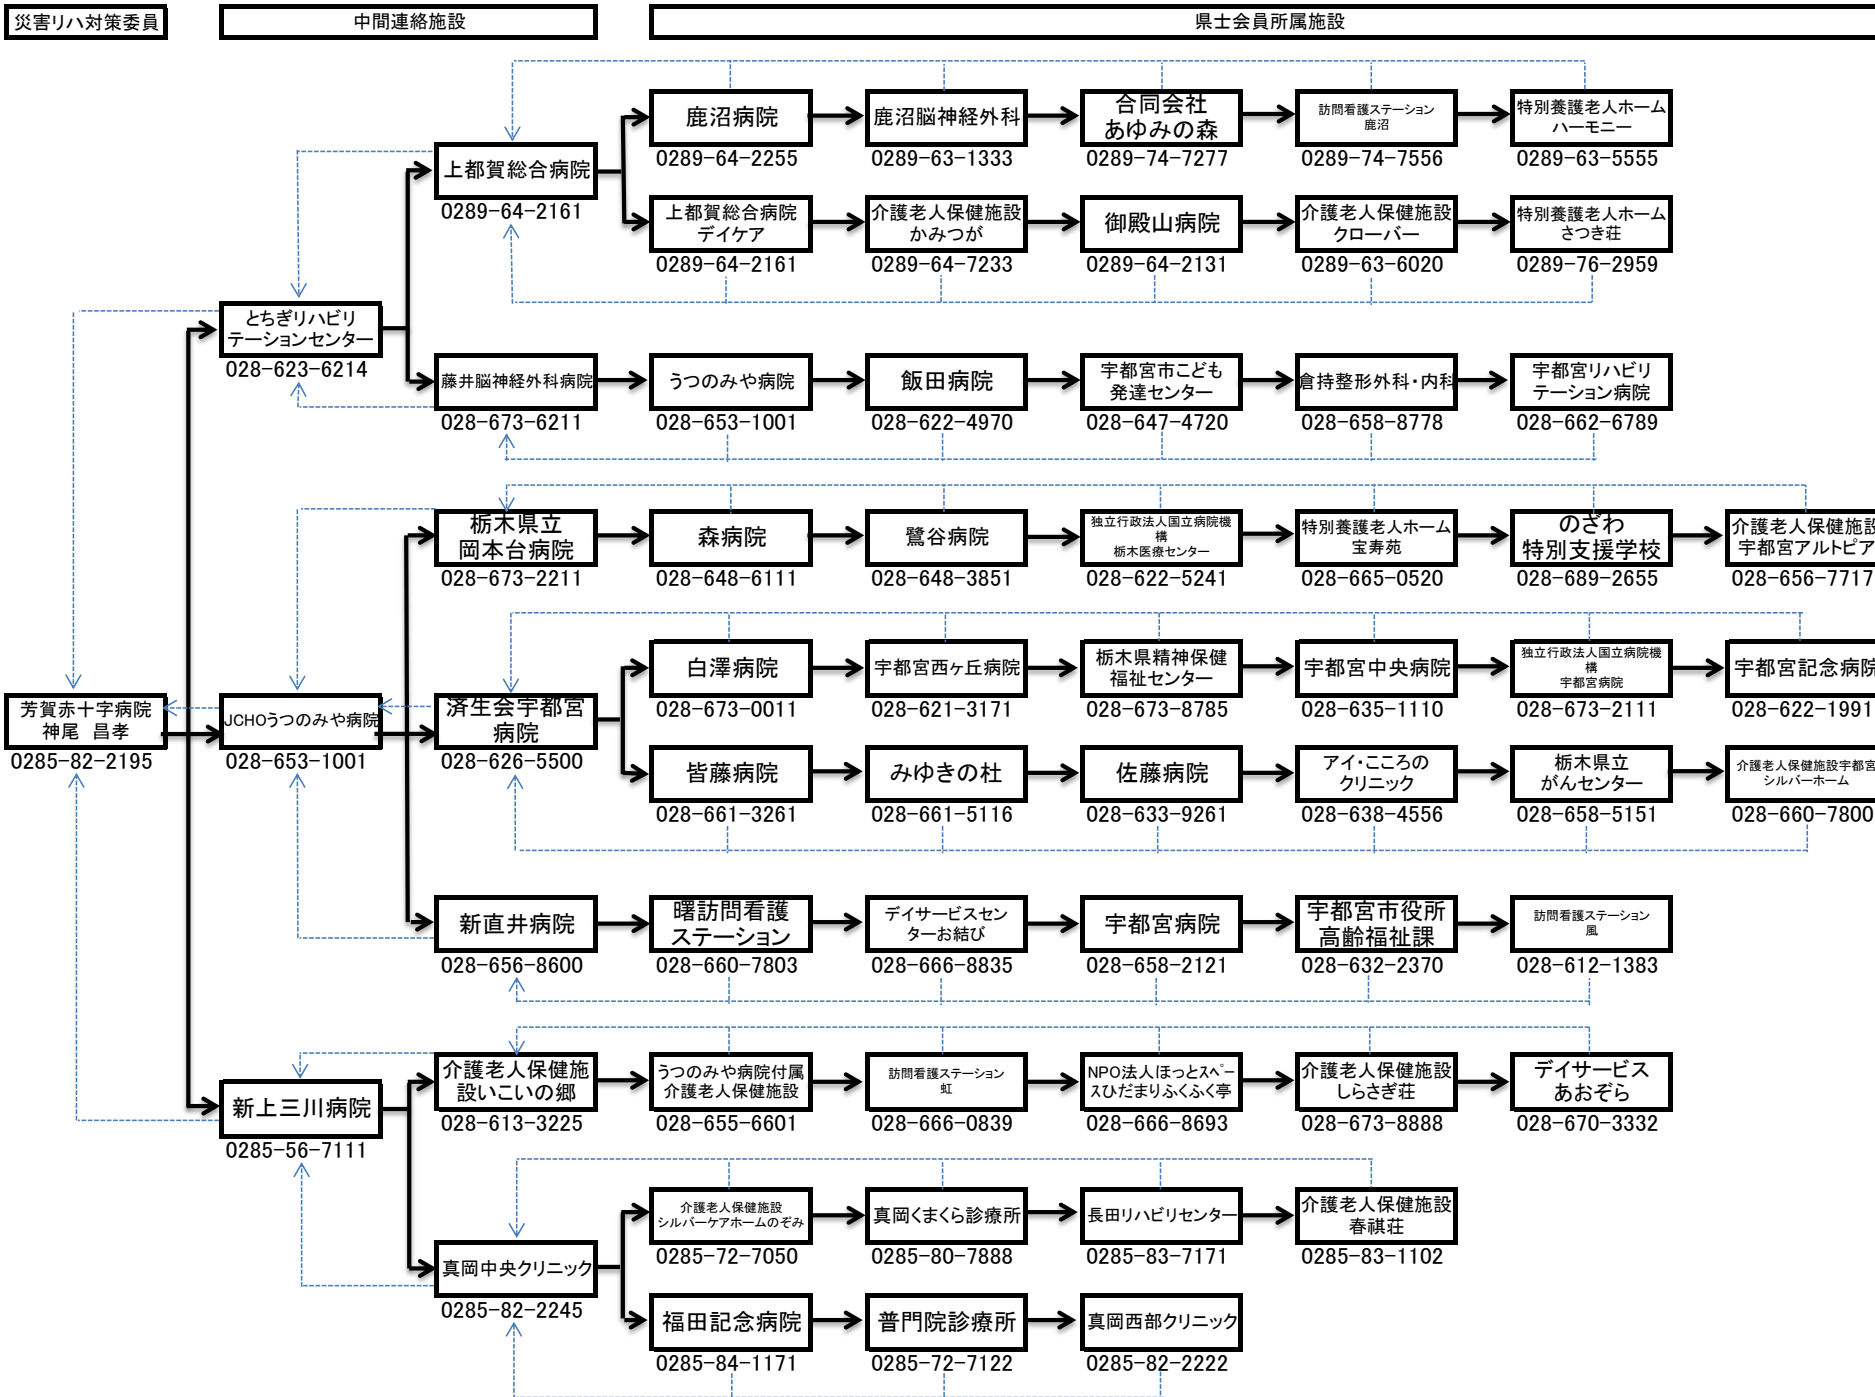 災害リハ対策委員
中間連絡施設
県士会員所属施設
鹿沼病院
0289-64-2255
鹿沼脳神経外科
0289-63-1333
合同会社
あゆみの森
0289-74-7277
訪問看護ステーション
鹿沼
0289-74-7556
特別養護老人ホーム
ハーモニー
0289-63-5555
上都賀総合病院
0289-64-2161
上都賀総合病院
デイケア
0289-64-2161
介護老人保健施設
かみつが
0289-64-7233
御殿山病院
0289-64-2131
介護老人保健施設
クローバー
0289-63-6020
特別養護老人ホーム
さつき荘
0289-76-2959
とちぎリハビリ
テーションセンター
028-623-6214
藤井脳神経外科病院
028-673-6211
うつのみや病院
028-653-1001
飯田病院
028-622-4970
宇都宮市こども
発達センター
028-647-4720
倉持整形外科・内科
028-658-8778
宇都宮リハビリ
テーション病院
028-662-6789
栃木県立
岡本台病院
028-673-2211
森病院
028-648-6111
鷺谷病院
028-648-3851
独立行政法人国立病院機
構
栃木医療センター
028-622-5241
特別養護老人ホーム
宝寿苑
028-665-0520
のざわ
特別支援学校
028-689-2655
介護老人保健施設
宇都宮アルトピア
028-656-7717
白澤病院
028-673-0011
宇都宮西ヶ丘病院
028-621-3171
栃木県精神保健
福祉センター
028-673-8785
宇都宮中央病院
028-635-1110
独立行政法人国立病院機
構
宇都宮病院
028-673-2111
宇都宮記念病院
028-622-1991
芳賀赤十字病院
神尾 昌孝
0285-82-2195
JCHOうつのみや病院
028-653-1001
済生会宇都宮
病院
028-626-5500
皆藤病院
028-661-3261
みゆきの杜
028-661-5116
佐藤病院
028-633-9261
アイ・こころの
クリニック
028-638-4556
栃木県立
がんセンター
028-658-5151
介護老人保健施設宇都宮
シルバーホーム
028-660-7800
新直井病院
028-656-8600
曙訪問看護
ステーション
028-660-7803
デイサービスセン
ターお結び
028-666-8835
宇都宮病院
028-658-2121
宇都宮市役所
高齢福祉課
028-632-2370
訪問看護ステーション
風
028-612-1383
新上三川病院
0285-56-7111
介護老人保健施
設いこいの郷
028-613-3225
うつのみや病院付属
介護老人保健施設
028-655-6601
訪問看護ステーション
虹
028-666-0839
NPO法人ほっとスペー
スひだまりふくふく亭
028-666-8693
介護老人保健施設
しらさぎ荘
028-673-8888
デイサービス
あおぞら
028-670-3332
介護老人保健施設
シルバーケアホームのぞみ
0285-72-7050
真岡くまくら診療所
0285-80-7888
長田リハビリセンター
0285-83-7171
介護老人保健施設
春祺荘
0285-83-1102
真岡中央クリニック
0285-82-2245
福田記念病院
0285-84-1171
普門院診療所
0285-72-7122
真岡西部クリニック
0285-82-2222